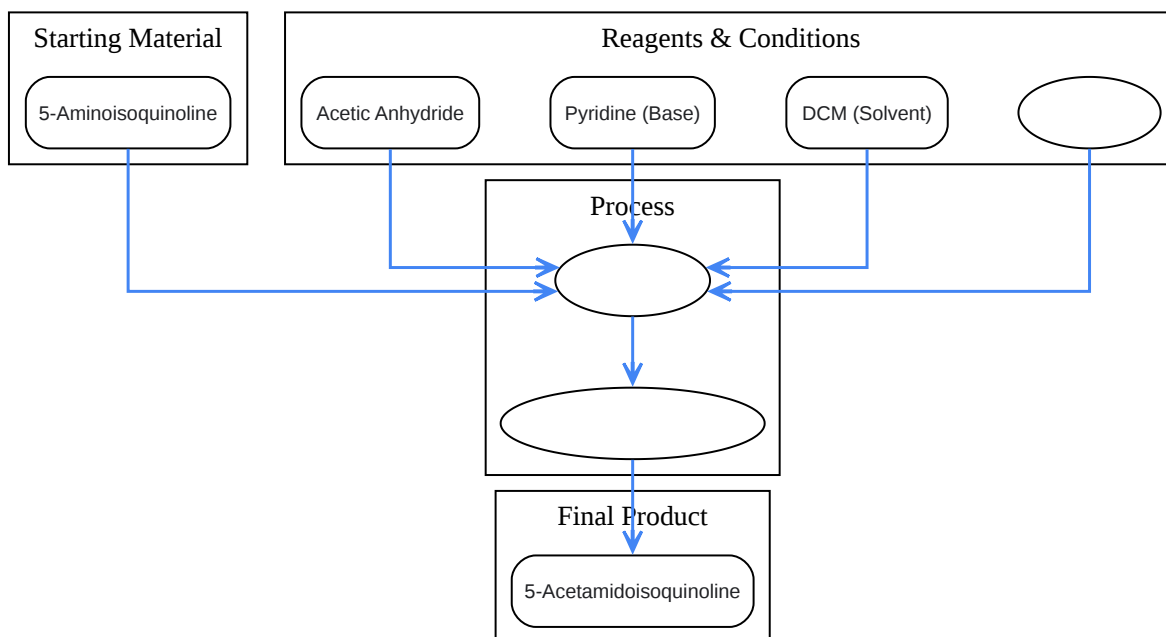 Starting Material
Reagents & Conditions
5-Aminoisoquinoline
Acetic Anhydride
Pyridine (Base)
DCM (Solvent)
Process
Final Product
5-Acetamidoisoquinoline